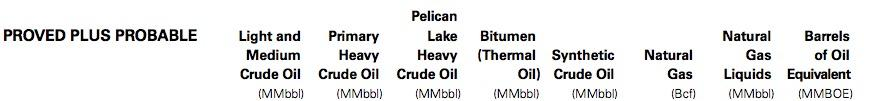 Pelican
PROVED PLUS PROBABLE Light and Primary Lake Bitumen Natural Barrels
Medium Heavy Heavy (Thermal Synthetic Natural Gas of Oil
Crude Oil Crude Oil Crude Oil Oil) Crude Oil Gas Liquids Equivalent
(MMbbl) (MMbbl) (MMbbl) (MMbbl) (MMbbl) (Bcf) (MMbbl) (MMBOE)